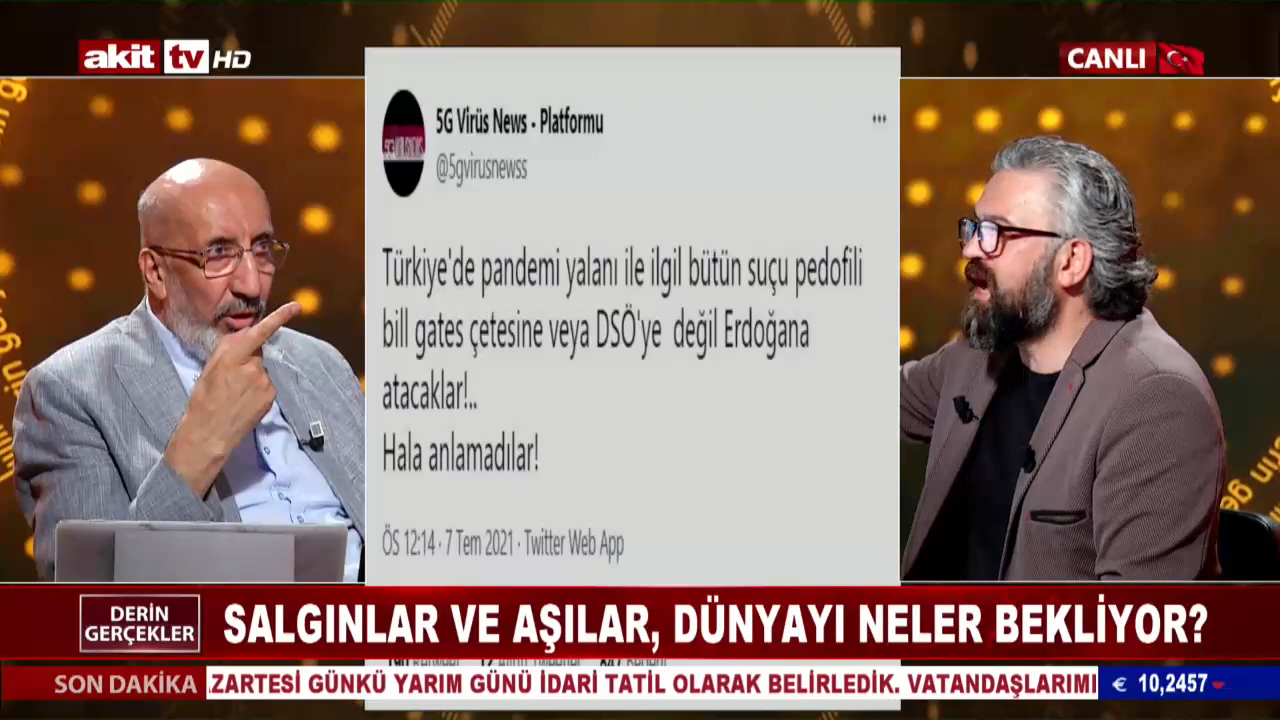 akit tv HD
CANLI
5G Virüs News - Platformu
@5gvirusnewss
Türkiye'de pandemi yalanı ile ilgil bütün suçu pedofili
bill gates çetesine veya DSÖ'ye değil Erdoğana
atacaklar!..
Hala anlamadılar!
ÖS 12:14 · 7 Tem 2021 · Twitter Web App
DERİN
GERÇEKLER
SALGINLAR VE AŞILAR, DÜNYAYI NELER BEKLİYOR?
SON DAKİKA
ZARTESİ GÜNKÜ YARIM GÜNÜ İDARİ TATİL OLARAK BELİRLEDİK. VATANDAŞLARIMI
€ 10,2457